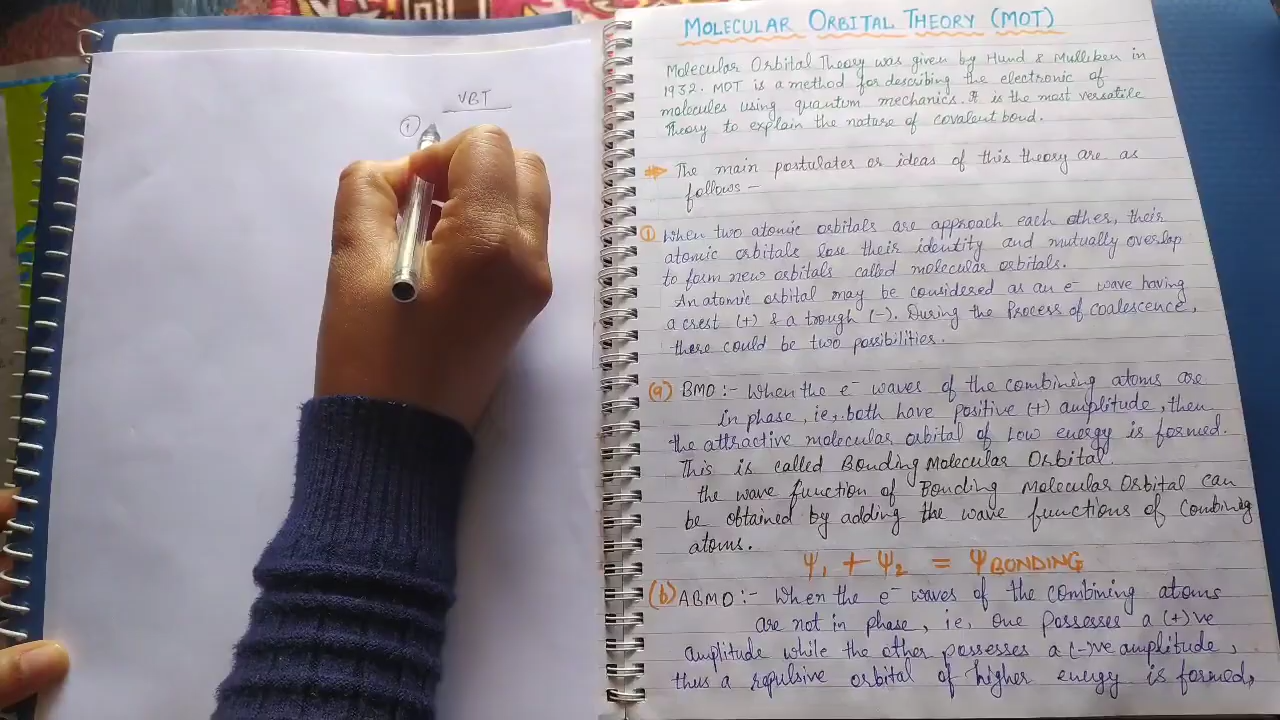 VBT
①
MOLECULAR ORBITAL THEORY (MOT)
Molecular Orbital Theory was given by Hund & Mulliken in
1932. MOT is a method for describing the electronic of
molecules using quantum mechanics. It is the most versatile
Theory to explain the nature of covalent bond.
The main postulates or ideas of this theory are as
follows -
① When two atomic orbitals are approach each other, their
atomic orbitals lose their identity and mutually overlap
to form new orbitals called molecular orbitals.
An atomic orbital may be considered as an e⁻ wave having
a crest (+) & a trough (-). During the Process of coalescence,
there could be two possibilities.
(a) BMO :- When the e⁻ waves of the combining atoms are
in phase, ie, both have positive (+) amplitude, then
the attractive molecular orbital of Low energy is formed.
This is called Bonding Molecular Orbital.
the wave function of Bonding Molecular Orbital can
be obtained by adding the wave functions of Combining
atoms.
Ψ₁ + Ψ₂ = Ψ BONDING
(b) ABMO :- When the e⁻ waves of the combining atoms
are not in phase, ie, One possesses a (+)ve
amplitude while the other possesses a (-)ve amplitude,
thus a repulsive orbital of higher energy is formed,